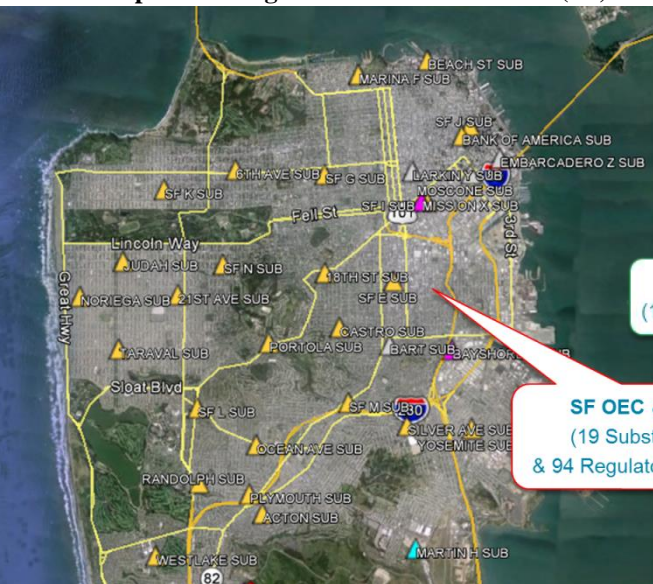 BEACH ST SUB
MARINA F SUB
SF J SUB
BANK OF AMERICA SUB
EMBARCADERO Z SUB
6TH AVE SUB
SF G SUB
LARKIN Y SUB
SF K SUB
MOSCONE SUB
SF I SUB
MISSION X SUB
101
Fell St
3rd St
Lincoln Way
JUDAH SUB
SF N SUB
18TH ST SUB
Great Hwy
NORIEGA SUB
21ST AVE SUB
SF E SUB
CASTRO SUB
TARAVAL SUB
PORTOLA SUB
BART SUB
Sloat Blvd
SF OEC
(19
& 94
SF L SUB
SF M SUB
280
SILVER AVE SUB
OCEAN AVE SUB
YOSEMITE SUB
RANDOLPH SUB
PLYMOUTH SUB
ACTON SUB
WESTLAKE SUB
MARTIN H SUB
82